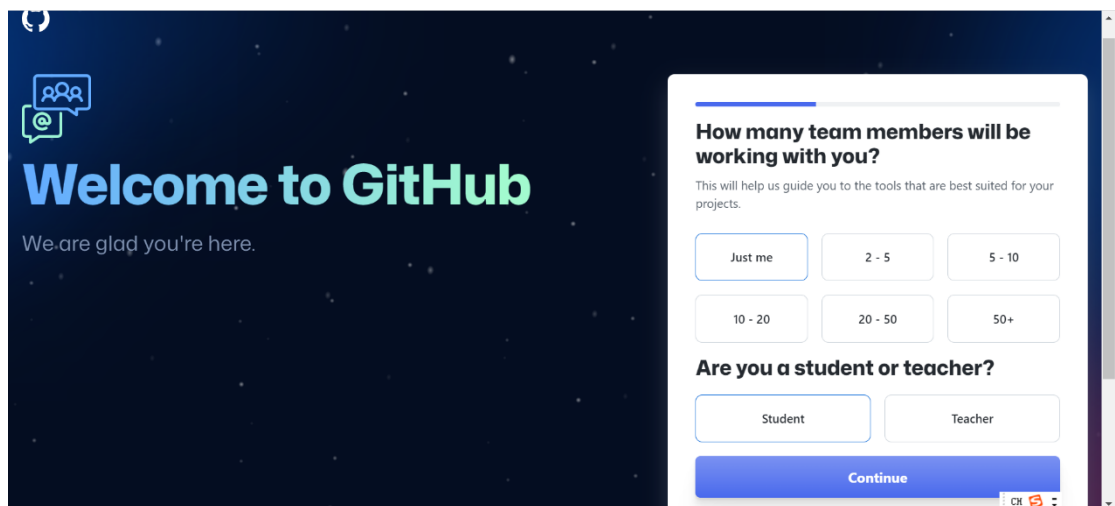 Welcome to GitHub
We are glad you're here.
How many team members will be
working with you?
This will help us guide you to the tools that are best suited for your
projects.
Just me
2 - 5
5 - 10
10 - 20
20 - 50
50+
Are you a student or teacher?
Student
Teacher
Continue
CH